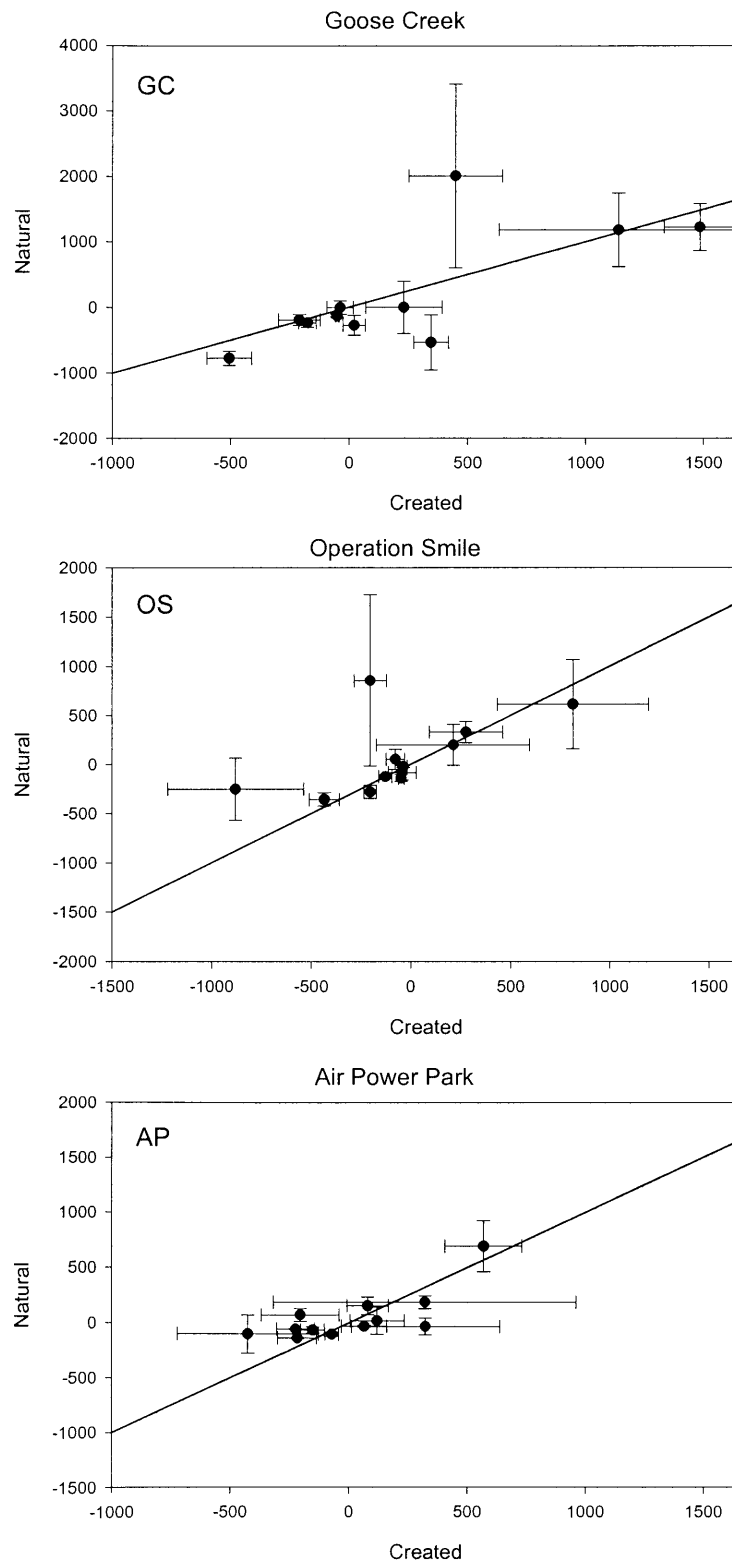 Goose Creek
4000
GC
3000
2000
Natural
1000
0
-1000
-2000
-1000 -500 0 500 1000 1500
Created
Operation Smile
2000
OS
1500
1000
500
Natural
0
-500
-1000
-1500
-2000
-1500 -1000 -500 0 500 1000 1500
Created
Air Power Park
2000
AP
1500
1000
500
Natural
0
-500
-1000
-1500
-1000 -500 0 500 1000 1500
Created